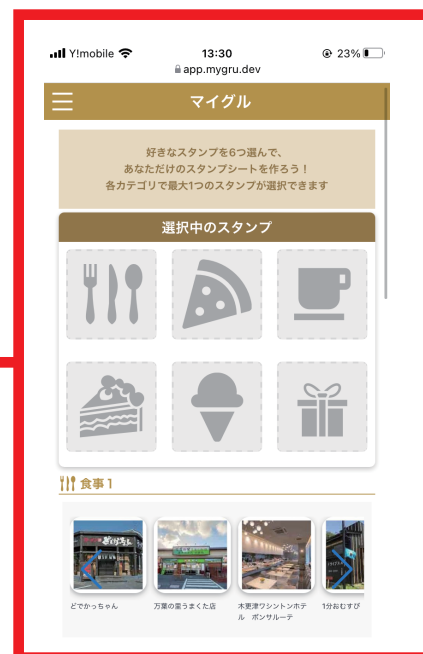 Y!mobile 13:30 23%
app.mygru.dev
マイグル
好きなスタンプを6つ選んで、
あなただけのスタンプシートを作ろう！
各カテゴリで最大1つのスタンプが選択できます
選択中のスタンプ
食事1
どでかっちゃん
万葉の里うまくた店
木更津ワシントンホテ
ル ボンサルーテ
1分おむすび